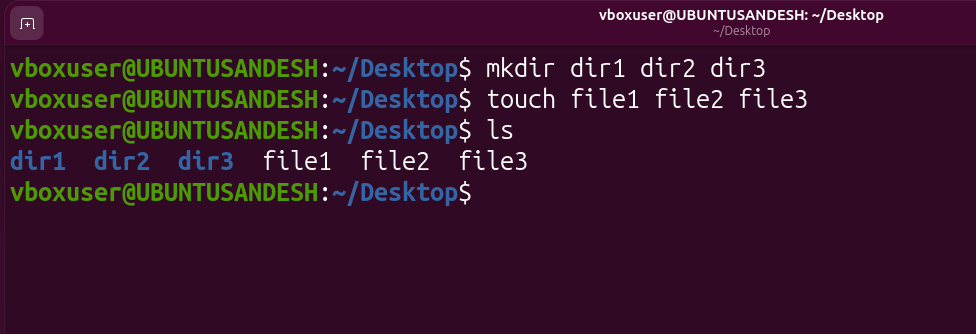 vboxuser@UBUNTUSANDESH: ~/Desktop
~/Desktop
vboxuser@UBUNTUSANDESH:~/Desktop$ mkdir dir1 dir2 dir3
vboxuser@UBUNTUSANDESH:~/Desktop$ touch file1 file2 file3
vboxuser@UBUNTUSANDESH:~/Desktop$ ls
dir1  dir2  dir3  file1  file2  file3
vboxuser@UBUNTUSANDESH:~/Desktop$